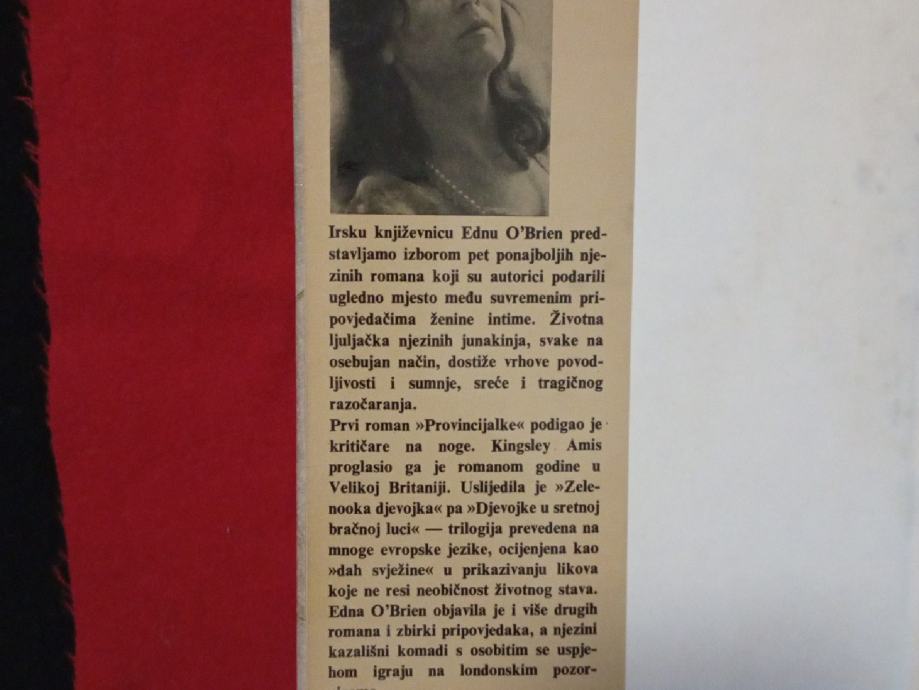 Irsku književnicu Ednu O’Brien pred-
stavljamo izborom pet ponajboljih nje-
zinih romana koji su autorici podarili
ugledno mjesto među suvremenim pri-
povjedačima ženine intime. Životna
ljuljačka njezinih junakinja, svake na
osebujan način, dostiže vrhove povod-
ljivosti i sumnje, sreće i tragičnog
razočaranja.
Prvi roman »Provincijalke« podigao je
kritičare na noge. Kingsley Amis
proglasio ga je romanom godine u
Velikoj Britaniji. Uslijedila je »Zele-
nooka djevojka« pa »Djevojke u sretnoj
bračnoj luci« — trilogija prevedena na
mnoge evropske jezike, ocijenjena kao
»dah svježine« u prikazivanju likova
koje ne resi neobičnost životnog stava.
Edna O’Brien objavila je i više drugih
romana i zbirki pripovjedaka, a njezini
kazališni komadi s osobitim se uspje-
hom igraju na londonskim pozor-